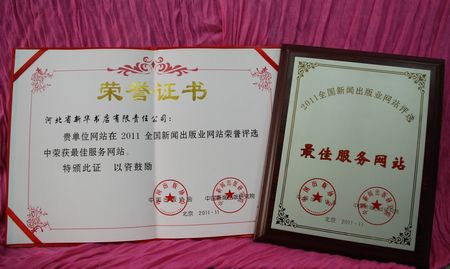 荣誉证书
河北省新华书店有限责任公司:
贵单位网站在 2011 全国新闻出版业网站荣誉评选
中荣获最佳服务网站。
特颁此证 以资鼓励
北京 2011·11
2011全国新闻出版业网站评选
最佳服务网站
北京 2011·11